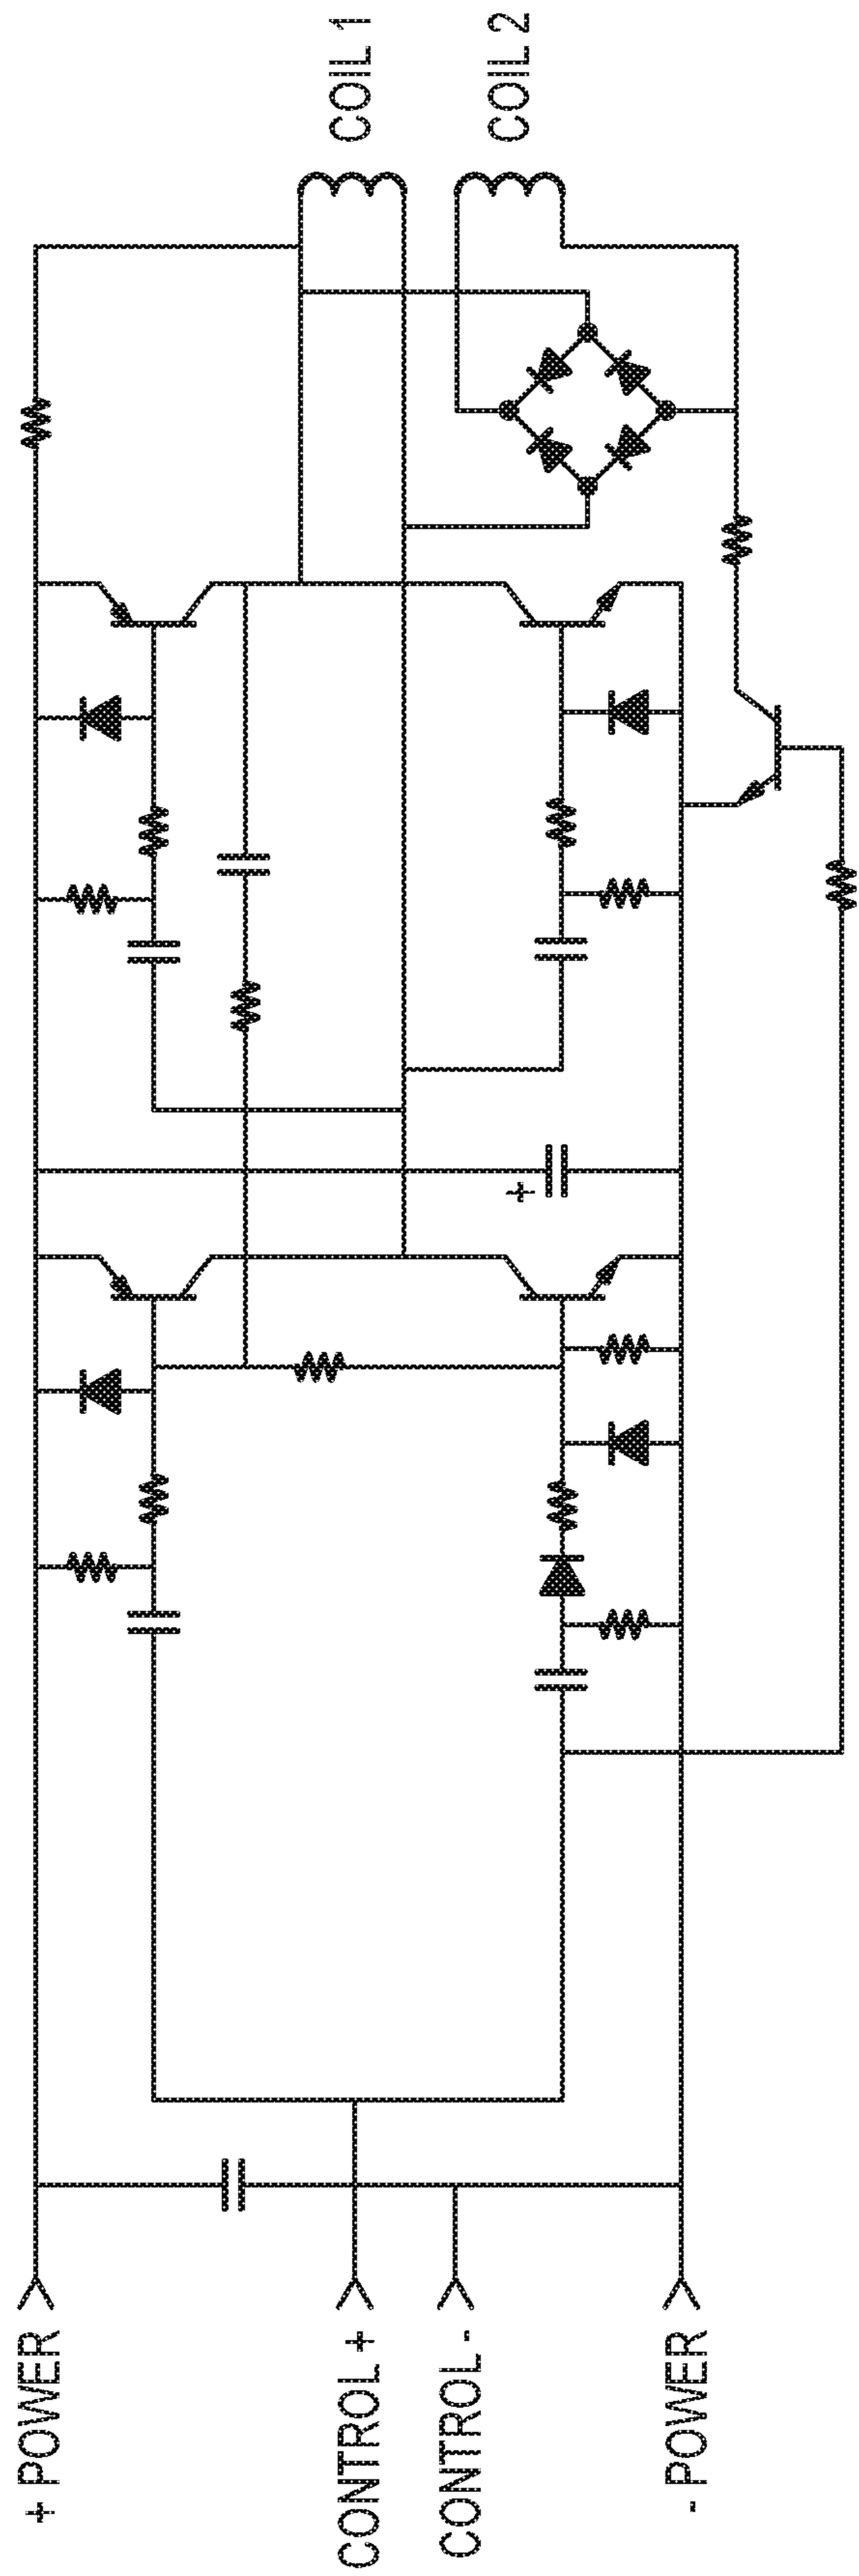 COIL 1
COIL 2
+ POWER
CONTROL +
CONTROL -
- POWER
+